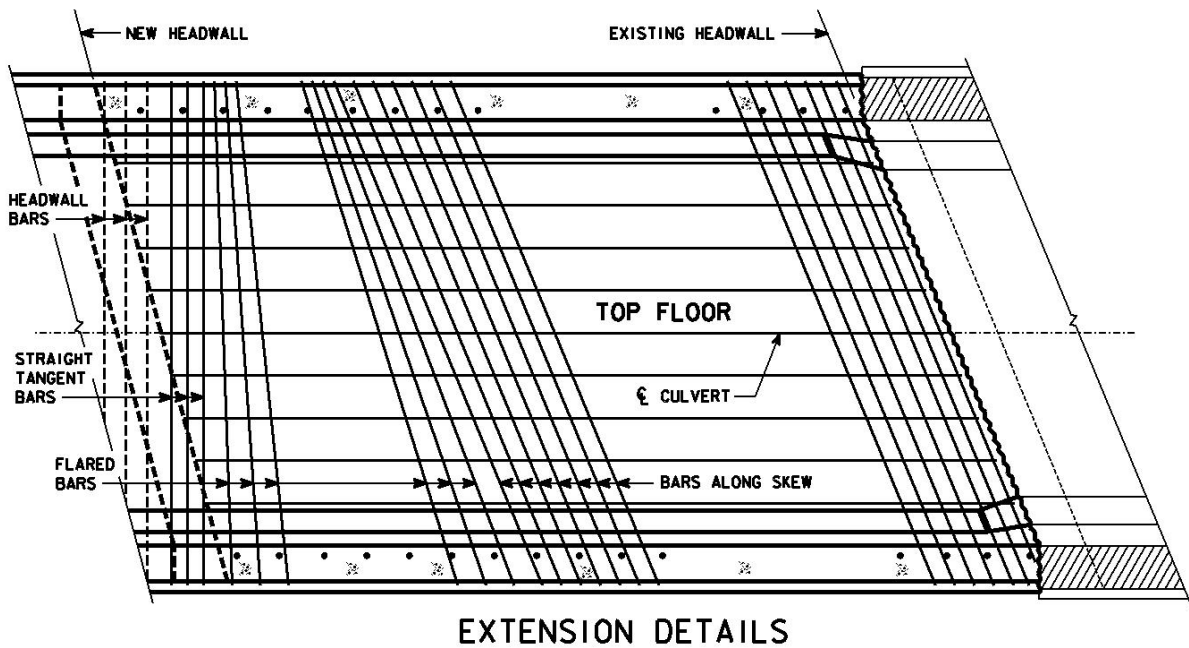 NEW HEADWALL
EXISTING HEADWALL
HEADWALL
BARS
TOP FLOOR
STRAIGHT
TANGENT
BARS
℄ CULVERT
FLARED
BARS
BARS ALONG SKEW
EXTENSION DETAILS